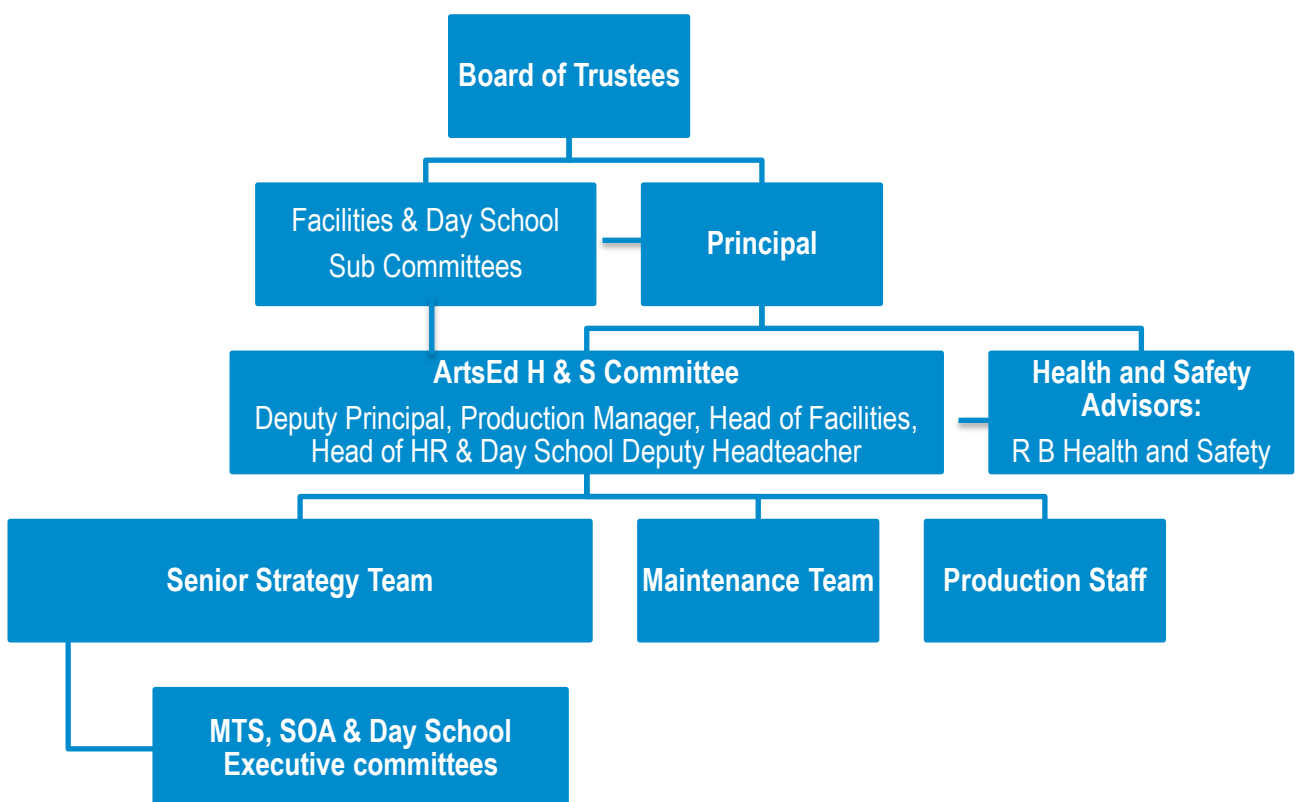 Board of Trustees
Facilities & Day School
Sub Committees
Principal
ArtsEd H & S Committee
Deputy Principal, Production Manager, Head of Facilities,
Head of HR & Day School Deputy Headteacher
Health and Safety
Advisors:
R B Health and Safety
Senior Strategy Team
Maintenance Team
Production Staff
MTS, SOA & Day School
Executive committees